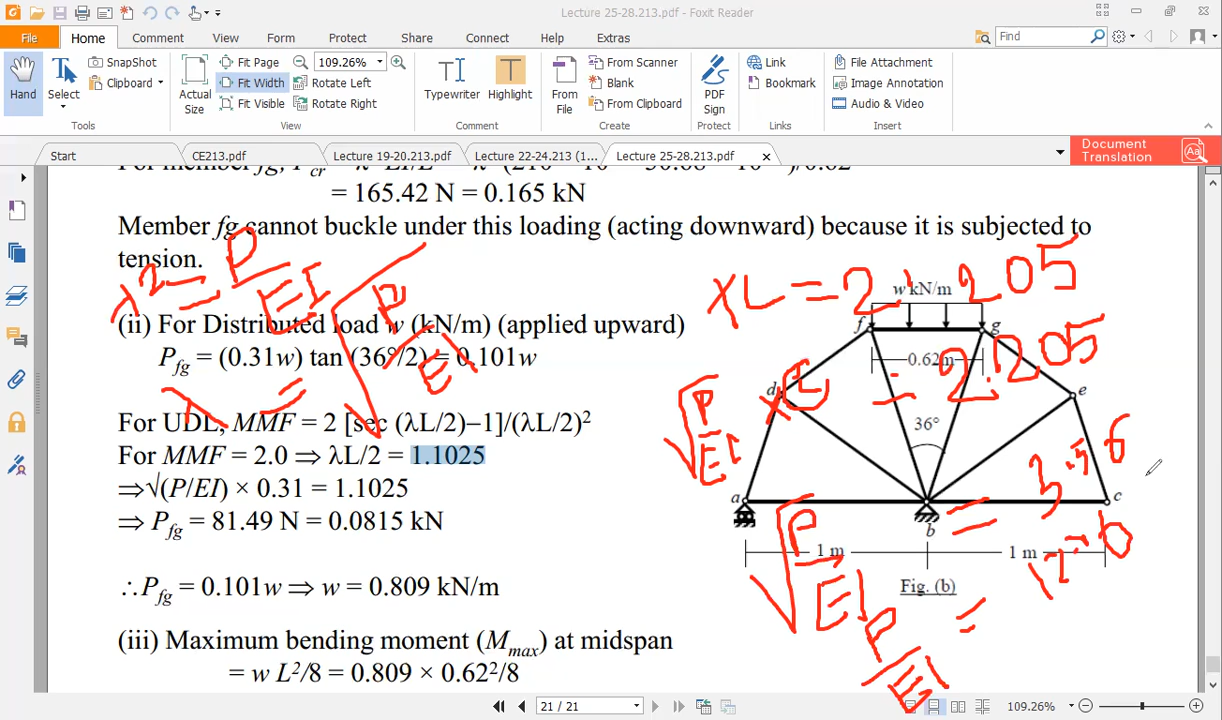 Lecture 25-28.213.pdf - Foxit Reader
File Home Comment View Form Protect Share Connect Help Extras Find
SnapShot Fit Page 109.26% From Scanner Link File Attachment
Clipboard Fit Width Rotate Left Blank Bookmark Image Annotation
Hand Select Actual Size Fit Visible Rotate Right Typewriter Highlight From File From Clipboard PDF Sign Audio & Video
Tools View Comment Create Protect Links Insert
Start CE213.pdf Lecture 19-20.213.pdf Lecture 22-24.213 (1... Lecture 25-28.213.pdf Document Translation
= 165.42 N = 0.165 kN
Member fg cannot buckle under this loading (acting downward) because it is subjected to
tension.
λ2 = P/EI
√P/EI
λ =
λL = 2.205
(ii) For Distributed load w (kN/m) (applied upward)
P_fg = (0.31w) tan (36°/2) = 0.101w
For UDL, MMF = 2 [sec (λL/2)−1]/(λL/2)²
For MMF = 2.0 ⇒ λL/2 = 1.1025
⇒√(P/EI) × 0.31 = 1.1025
⇒ P_fg = 81.49 N = 0.0815 kN
∴P_fg = 0.101w ⇒ w = 0.809 kN/m
(iii) Maximum bending moment (M_max) at midspan
= w L²/8 = 0.809 × 0.62²/8
w kN/m
f g
0.62m
d e
36°
a b c
1 m 1 m
Fig. (b)
√P/EI × L = 2.205
√P/EI = 3.56
P/EI =
21 / 21 109.26%